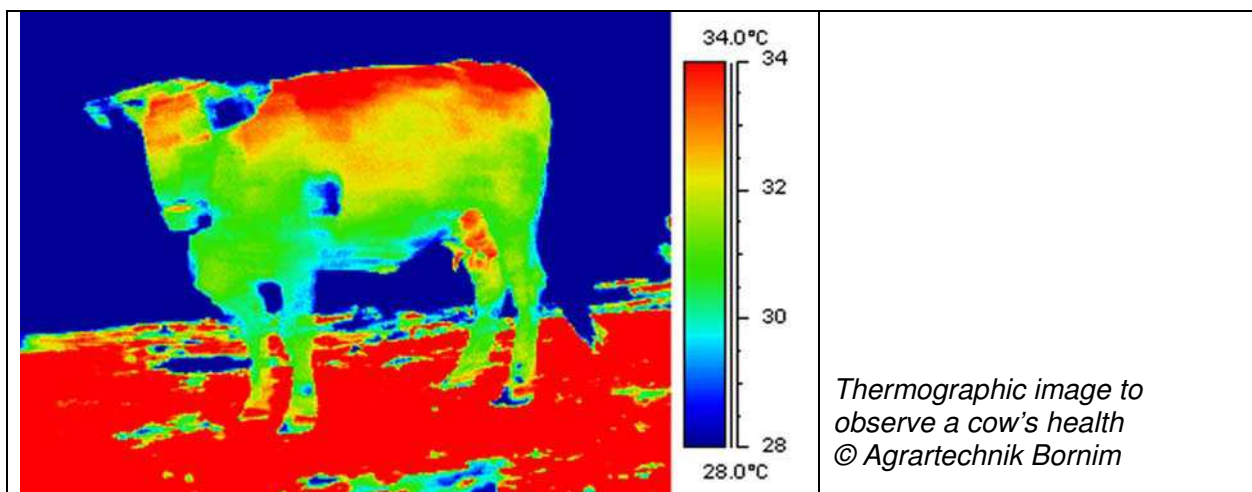 34.0°C
34
32
30
28
28.0°C
Thermographic image to
observe a cow's health
© Agrartechnik Bornim